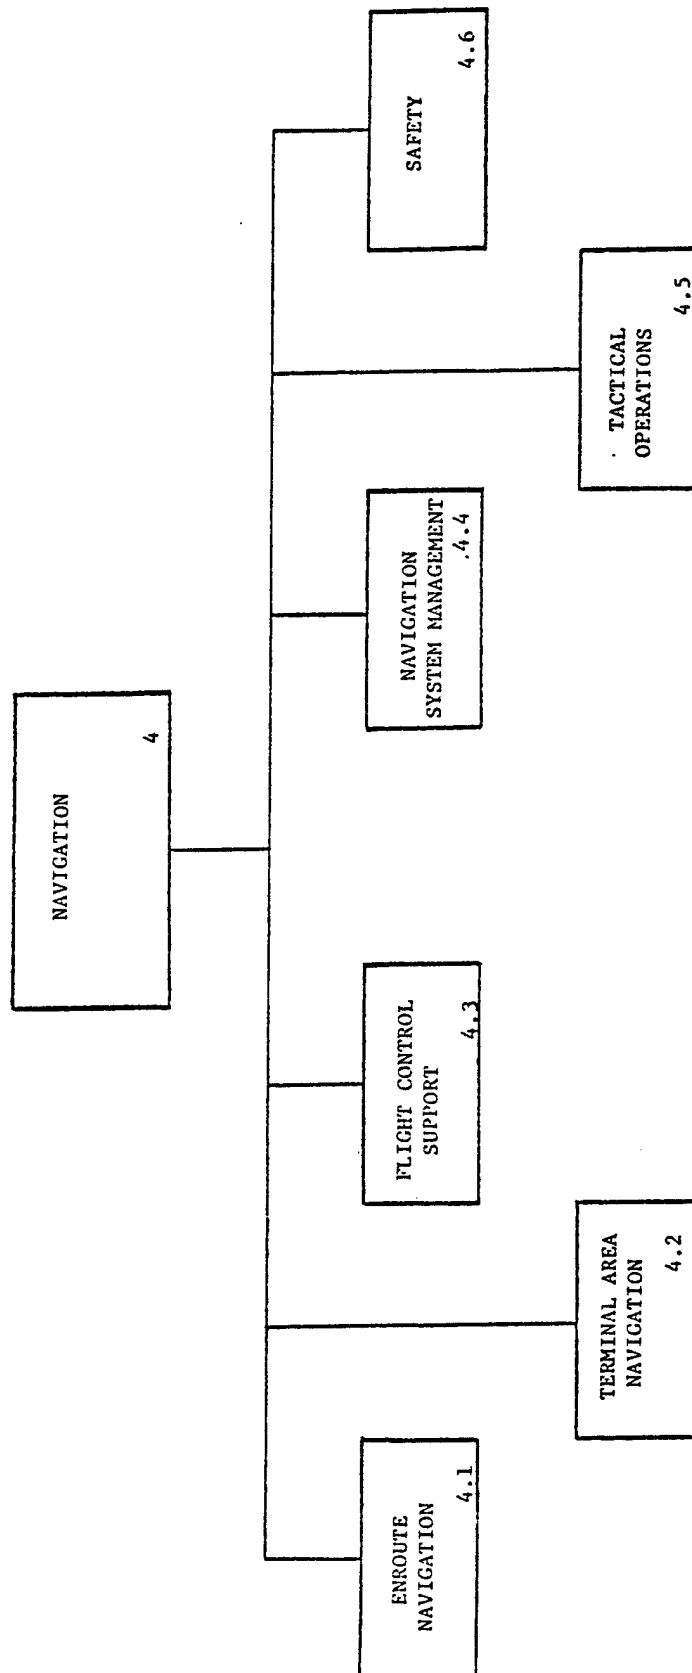 NAVIGATION
4
ENROUTE
NAVIGATION
4.1
TERMINAL AREA
NAVIGATION
4.2
FLIGHT CONTROL
SUPPORT
4.3
NAVIGATION
SYSTEM MANAGEMENT
4.4
TACTICAL
OPERATIONS
4.5
SAFETY
4.6